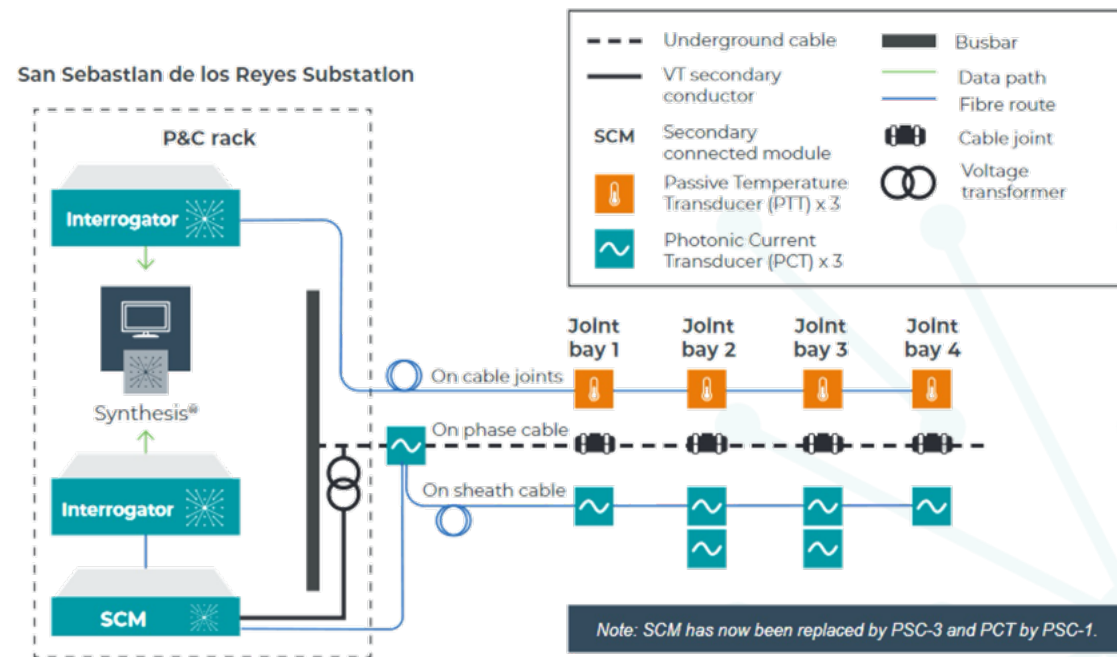 San Sebastian de los Reyes Substation
P&C rack
Interrogator
Synthesis®
Interrogator
SCM
Underground cable
VT secondary
conductor
SCM
Secondary
connected module
Passive Temperature
Transducer (PTT) x 3
Photonic Current
Transducer (PCT) x 3
Busbar
Data path
Fibre route
Cable joint
Voltage
transformer
Joint
bay 1
Joint
bay 2
Joint
bay 3
Joint
bay 4
On cable joints
On phase cable
On sheath cable
Note: SCM has now been replaced by PSC-3 and PCT by PSC-1.